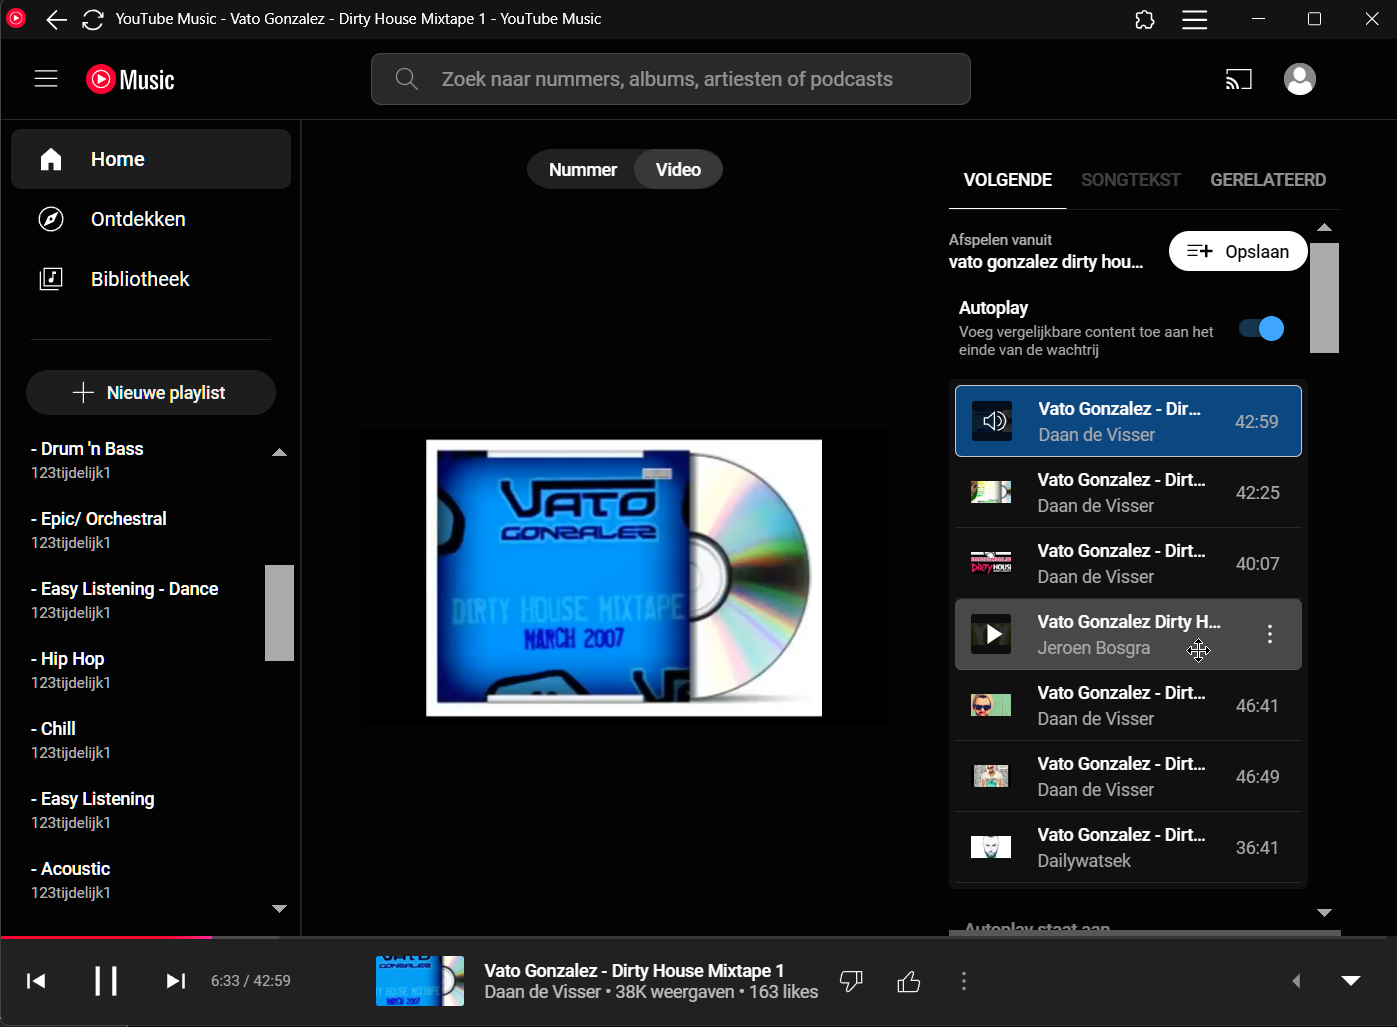 YouTube Music - Vato Gonzalez - Dirty House Mixtape 1 - YouTube Music
Music
Zoek naar nummers, albums, artiesten of podcasts
Home
Ontdekken
Bibliotheek
Nieuwe playlist
- Drum 'n Bass
123tijdelijk1
- Epic/ Orchestral
123tijdelijk1
- Easy Listening - Dance
123tijdelijk1
- Hip Hop
123tijdelijk1
- Chill
123tijdelijk1
- Easy Listening
123tijdelijk1
- Acoustic
123tijdelijk1
Nummer Video
VATO
GONZALEZ
DIRTY HOUSE MIXTAPE
MARCH 2007
VOLGENDE SONGTEKST GERELATEERD
Afspelen vanuit
vato gonzalez dirty hou...
Opslaan
Autoplay
Voeg vergelijkbare content toe aan het
einde van de wachtrij
Vato Gonzalez - Dir... 42:59
Daan de Visser
Vato Gonzalez - Dirt... 42:25
Daan de Visser
Vato Gonzalez - Dirt... 40:07
Daan de Visser
Vato Gonzalez Dirty H...
Jeroen Bosgra
Vato Gonzalez - Dirt... 46:41
Daan de Visser
Vato Gonzalez - Dirt... 46:49
Daan de Visser
Vato Gonzalez - Dirt... 36:41
Dailywatsek
Autoplay staat aan
6:33 / 42:59
Vato Gonzalez - Dirty House Mixtape 1
Daan de Visser • 38K weergaven • 163 likes